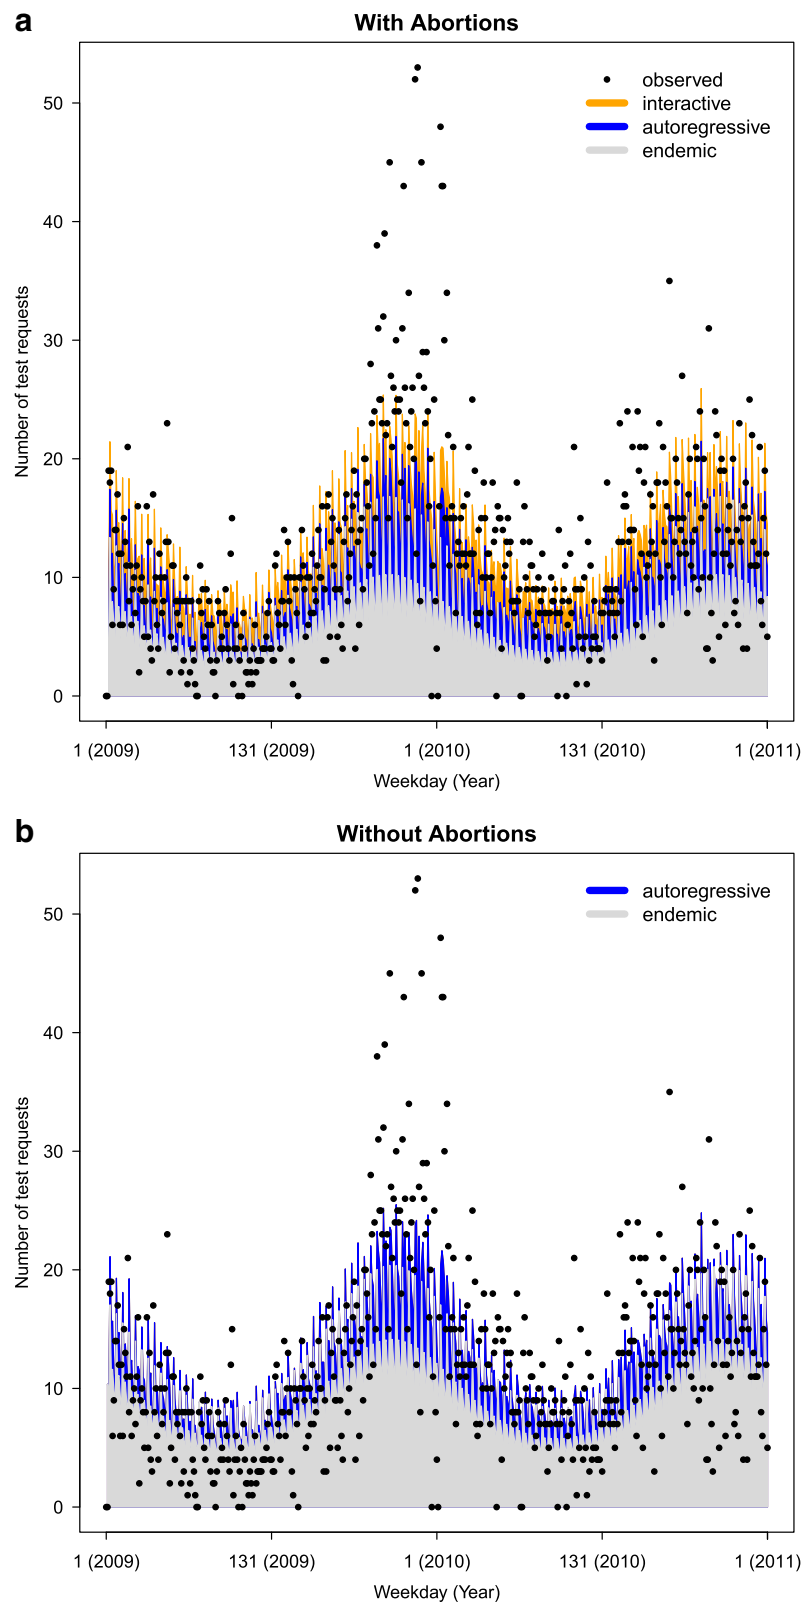 a
With Abortions
observed
interactive
autoregressive
endemic
Number of test requests
50
40
30
20
10
0
1 (2009)
131 (2009)
1 (2010)
131 (2010)
1 (2011)
Weekday (Year)
b
Without Abortions
autoregressive
endemic
Number of test requests
50
40
30
20
10
0
1 (2009)
131 (2009)
1 (2010)
131 (2010)
1 (2011)
Weekday (Year)